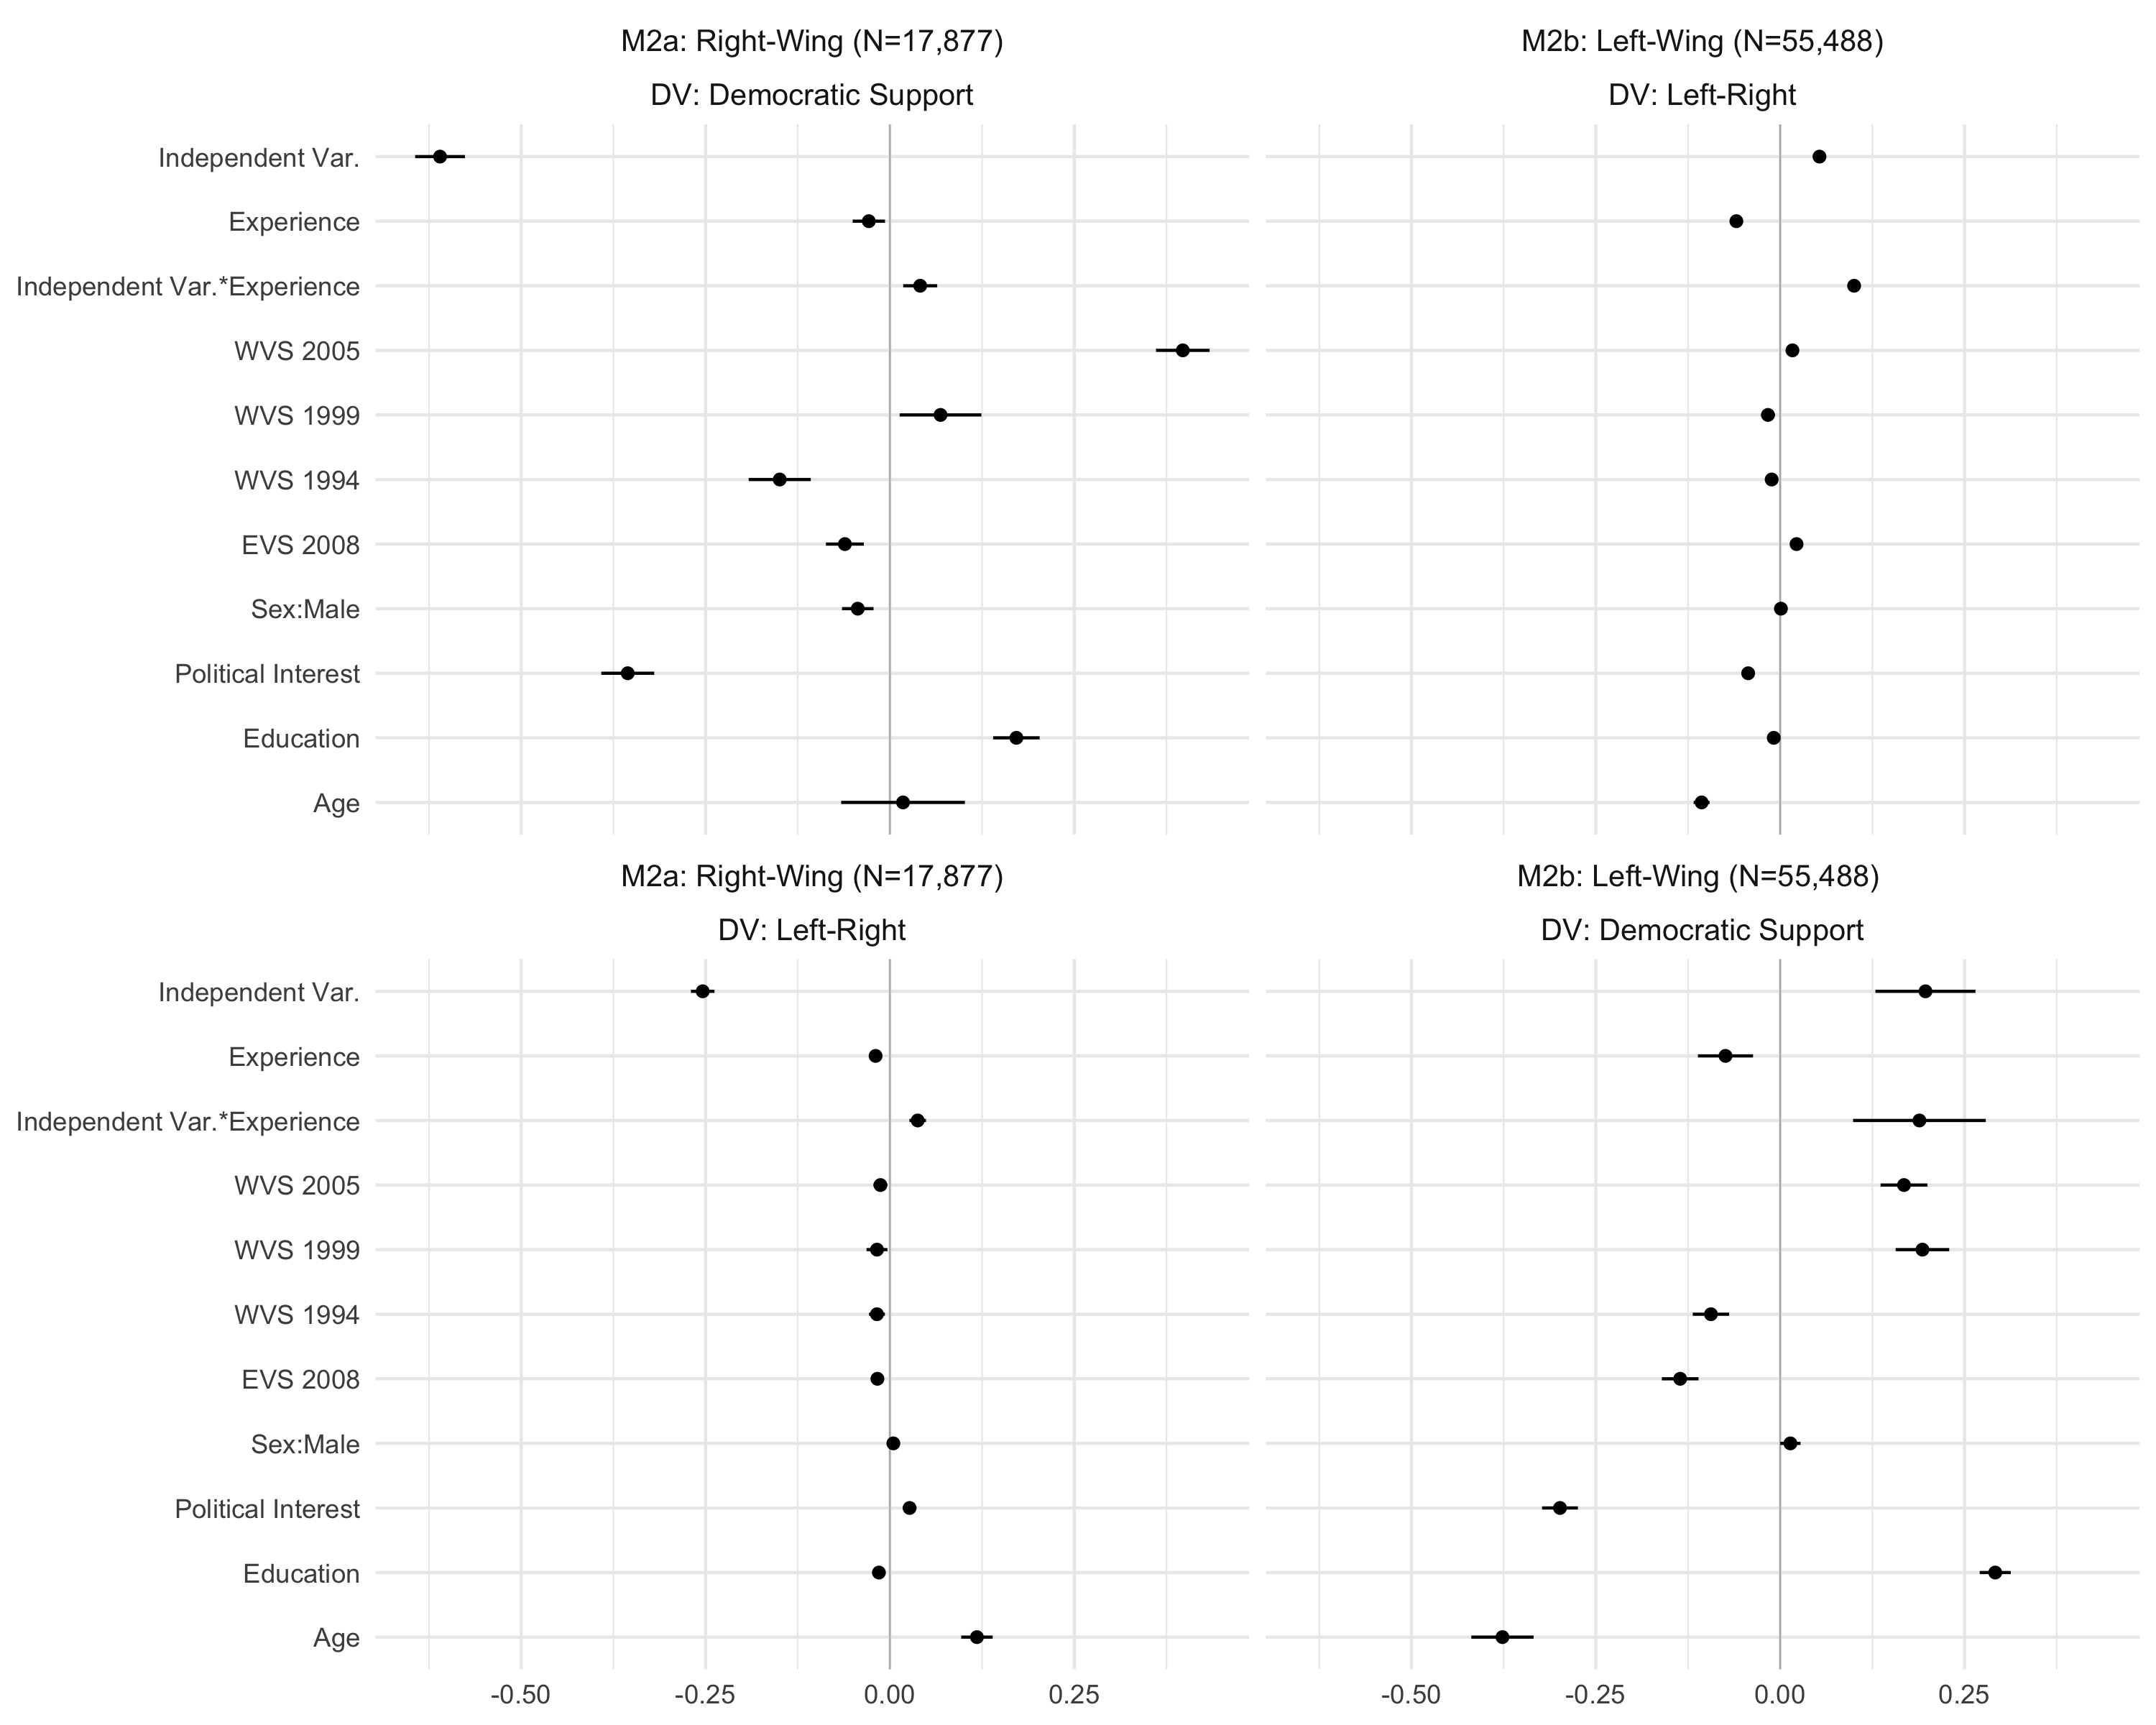 M2a: Right-Wing (N=17,877)
DV: Democratic Support
M2b: Left-Wing (N=55,488)
DV: Left-Right
Independent Var.
Experience
Independent Var.*Experience
WVS 2005
WVS 1999
WVS 1994
EVS 2008
Sex:Male
Political Interest
Education
Age
M2a: Right-Wing (N=17,877)
DV: Left-Right
M2b: Left-Wing (N=55,488)
DV: Democratic Support
Independent Var.
Experience
Independent Var.*Experience
WVS 2005
WVS 1999
WVS 1994
EVS 2008
Sex:Male
Political Interest
Education
Age
-0.50 -0.25 0.00 0.25
-0.50 -0.25 0.00 0.25